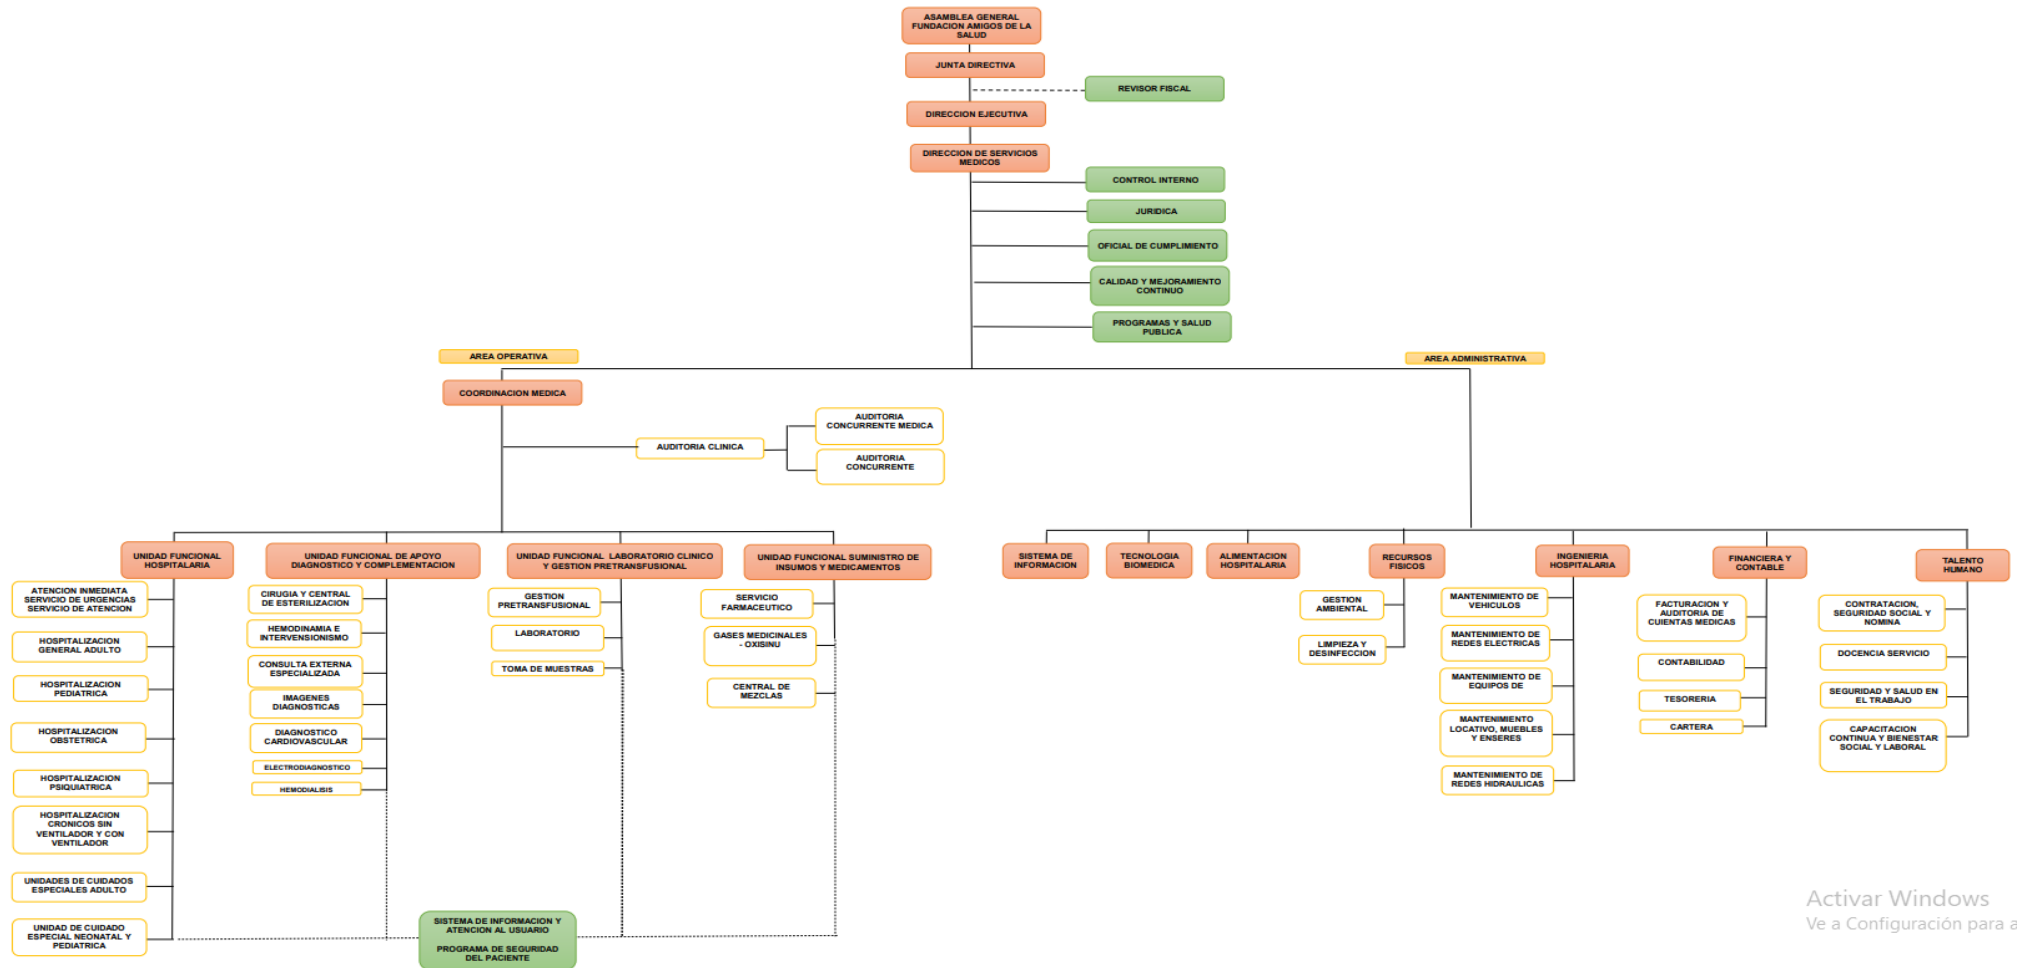 ASAMBLEA GENERAL
FUNDACION AMIGOS DE LA
SALUD
JUNTA DIRECTIVA
REVISOR FISCAL
DIRECCION EJECUTIVA
DIRECCION DE SERVICIOS
MEDICOS
CONTROL INTERNO
JURIDICA
OFICIAL DE CUMPLIMIENTO
CALIDAD Y MEJORAMIENTO
CONTINUO
PROGRAMAS Y SALUD
PUBLICA
AREA OPERATIVA
AREA ADMINISTRATIVA
COORDINACION MEDICA
AUDITORIA CLINICA
AUDITORIA
CONCURRENTE MEDICA
AUDITORIA
CONCURRENTE
UNIDAD FUNCIONAL
HOSPITALARIA
ATENCION INMEDIATA
SERVICIO DE URGENCIAS
SERVICIO DE ATENCION
HOSPITALIZACION
GENERAL ADULTO
HOSPITALIZACION
PEDIATRICA
HOSPITALIZACION
OBSTETRICA
HOSPITALIZACION
PSIQUIATRICA
HOSPITALIZACION
CRONICOS SIN
VENTILADOR Y CON
VENTILADOR
UNIDADES DE CUIDADOS
ESPECIALES ADULTO
UNIDAD DE CUIDADO
ESPECIAL NEONATAL Y
PEDIATRICA
UNIDAD FUNCIONAL DE APOYO
DIAGNOSTICO Y COMPLEMENTACION
CIRUGIA Y CENTRAL
DE ESTERILIZACION
HEMODINAMIA E
INTERVENSIONISMO
CONSULTA EXTERNA
ESPECIALIZADA
IMAGENES
DIAGNOSTICAS
DIAGNOSTICO
CARDIOVASCULAR
ELECTRODIAGNOSTICO
HEMODIALISIS
UNIDAD FUNCIONAL LABORATORIO CLINICO
Y GESTION PRETRANSFUSIONAL
GESTION
PRETRANSFUSIONAL
LABORATORIO
TOMA DE MUESTRAS
UNIDAD FUNCIONAL SUMINISTRO DE
INSUMOS Y MEDICAMENTOS
SERVICIO
FARMACEUTICO
GASES MEDICINALES
- OXISINU
CENTRAL DE
MEZCLAS
SISTEMA DE INFORMACION Y
ATENCION AL USUARIO
PROGRAMA DE SEGURIDAD
DEL PACIENTE
SISTEMA DE
INFORMACION
TECNOLOGIA
BIOMEDICA
ALIMENTACION
HOSPITALARIA
RECURSOS
FISICOS
GESTION
AMBIENTAL
LIMPIEZA Y
DESINFECCION
INGENIERIA
HOSPITALARIA
MANTENIMIENTO DE
VEHICULOS
MANTENIMIENTO DE
REDES ELECTRICAS
MANTENIMIENTO DE
EQUIPOS DE
MANTENIMIENTO
LOCATIVO, MUEBLES
Y ENSERES
MANTENIMIENTO DE
REDES HIDRAULICAS
FINANCIERA Y
CONTABLE
FACTURACION Y
AUDITORIA DE
CUIENTAS MEDICAS
CONTABILIDAD
TESORERIA
CARTERA
TALENTO
HUMANO
CONTRATACION,
SEGURIDAD SOCIAL Y
NOMINA
DOCENCIA SERVICIO
SEGURIDAD Y SALUD EN
EL TRABAJO
CAPACITACION
CONTINUA Y BIENESTAR
SOCIAL Y LABORAL
Activar Windows
Ve a Configuración para a